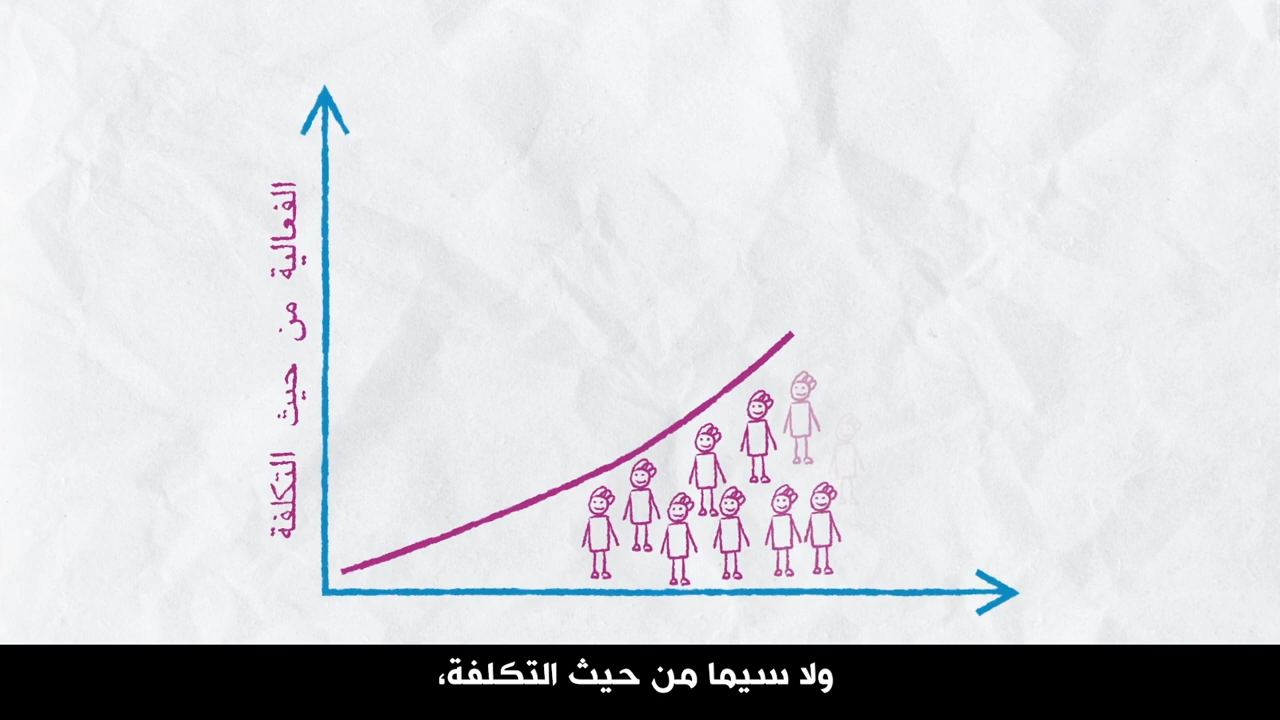 الفعالية من حيث التكلفة
ولا سيما من حيث التكلفة،